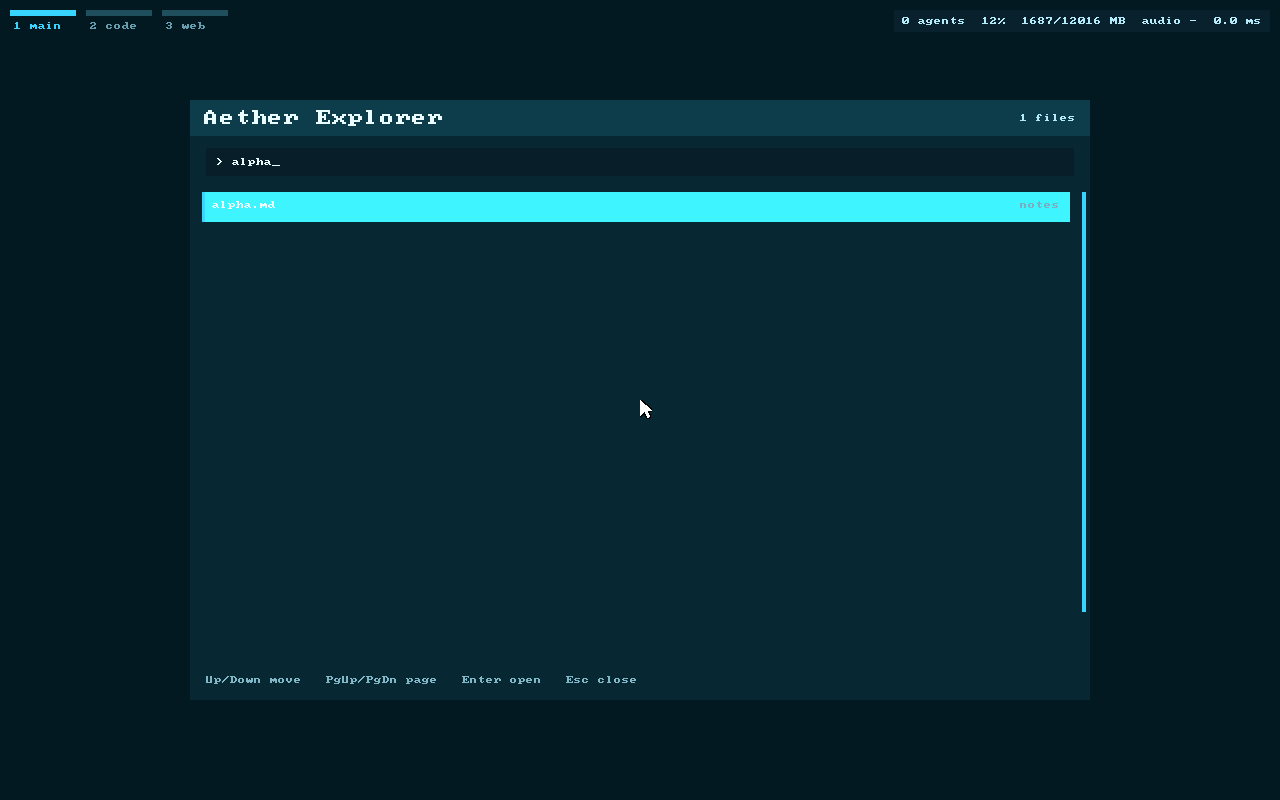 1 main 2 code 3 web 0 agents 12% 1687/12016 MB audio - 0.0 ms
Aether Explorer 1 files
> alpha_
alpha.md notes
Up/Down move PgUp/PgDn page Enter open Esc close